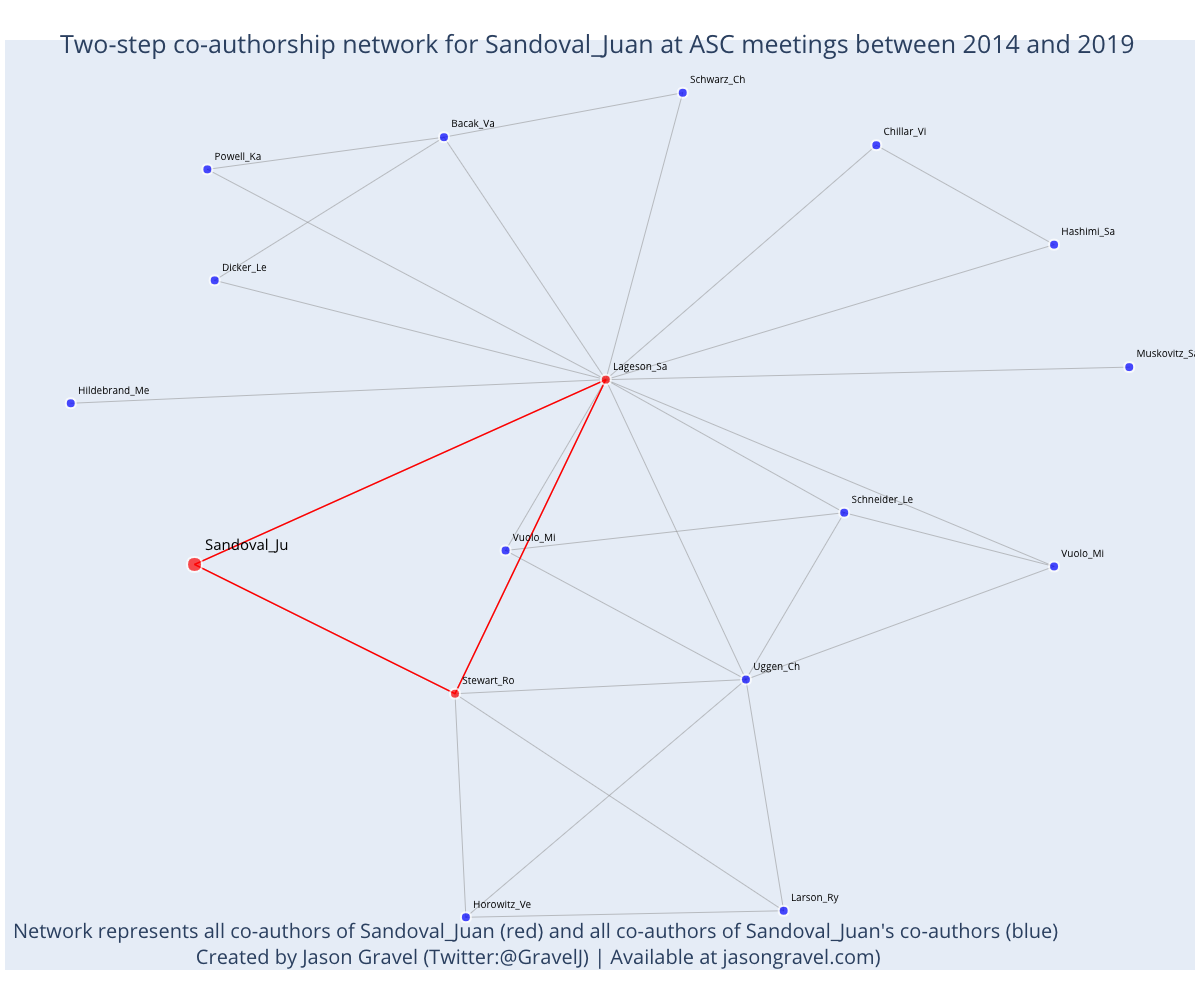 Two-step co-authorship network for Sandoval_Juan at ASC meetings between 2014 and 2019
Schwarz_Ch
Bacak_Va
Chillar_Vi
Powell_Ka
Hashimi_Sa
Dicker_Le
Muskovitz_Sa
Lageson_Sa
Hildebrand_Me
Schneider_Le
Vuolo_Mi
Sandoval_Ju
Vuolo_Mi
Uggen_Ch
Stewart_Ro
Larson_Ry
Horowitz_Ve
Network represents all co-authors of Sandoval_Juan (red) and all co-authors of Sandoval_Juan's co-authors (blue)
Created by Jason Gravel (Twitter:@GravelJ) | Available at jasongravel.com)